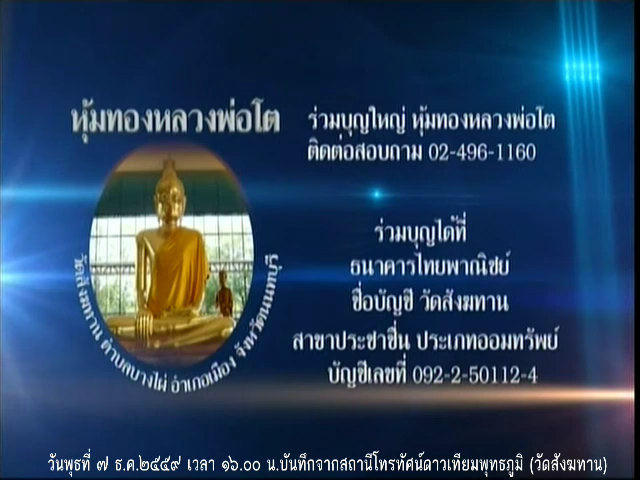 หุ้มทองหลวงพ่อโต
วัดสังฆทาน ตำบลบางไผ่ อำเภอเมือง จังหวัดนนทบุรี
ร่วมบุญใหญ่ หุ้มทองหลวงพ่อโต
ติดต่อสอบถาม 02-496-1160
ร่วมบุญได้ที่
ธนาคารไทยพาณิชย์
ชื่อบัญชี วัดสังฆทาน
สาขาประชาชื่น ประเภทออมทรัพย์
บัญชีเลขที่ 092-2-50112-4
วันพุธที่ ๗ ธ.ค.๒๕๕๙ เวลา ๑๖.๐๐ น.บันทึกจากสถานีโทรทัศน์ดาวเทียมพุทธภูมิ (วัดสังฆทาน)